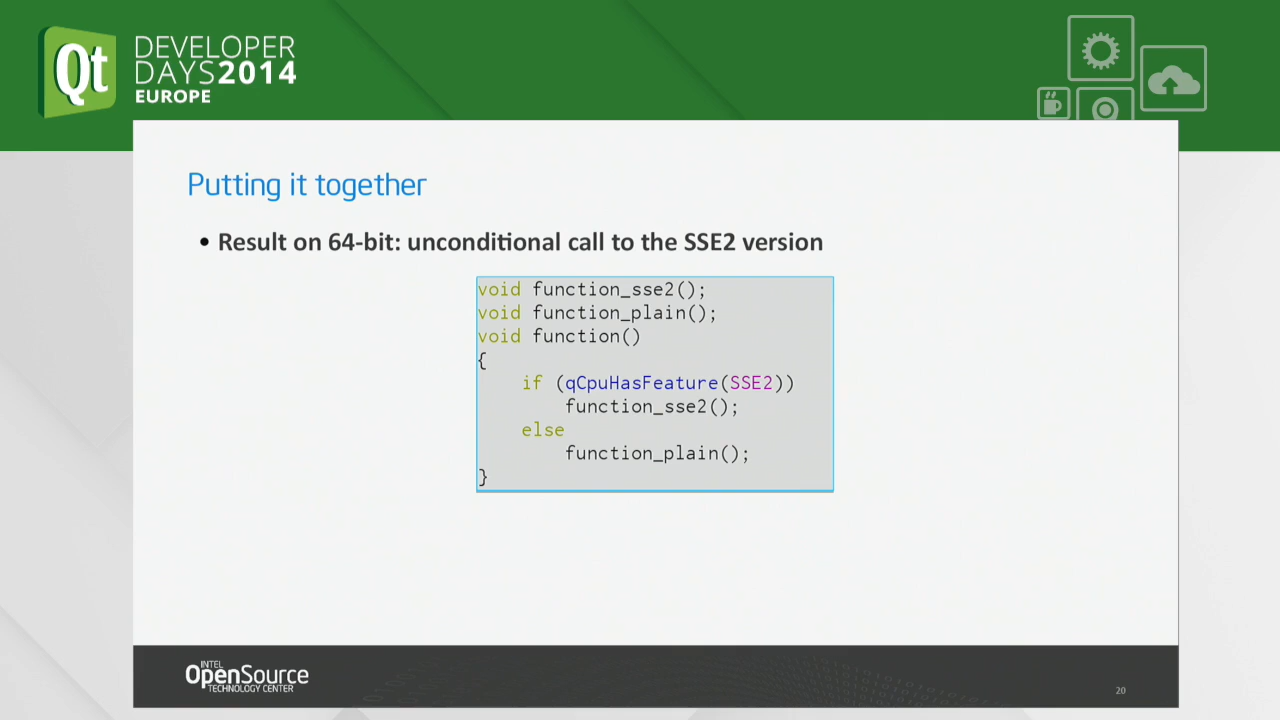 Qt
DEVELOPER
DAYS2014
EUROPE
Putting it together
• Result on 64-bit: unconditional call to the SSE2 version
void function_sse2();
void function_plain();
void function()
{
    if (qCpuHasFeature(SSE2))
        function_sse2();
    else
        function_plain();
}
INTEL
OpenSource
TECHNOLOGY CENTER
20